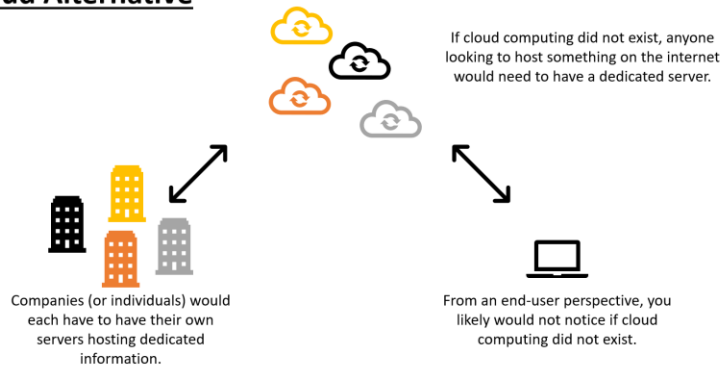 Alternative
If cloud computing did not exist, anyone
looking to host something on the internet
would need to have a dedicated server.
Companies (or individuals) would
each have to have their own
servers hosting dedicated
information.
From an end-user perspective, you
likely would not notice if cloud
computing did not exist.